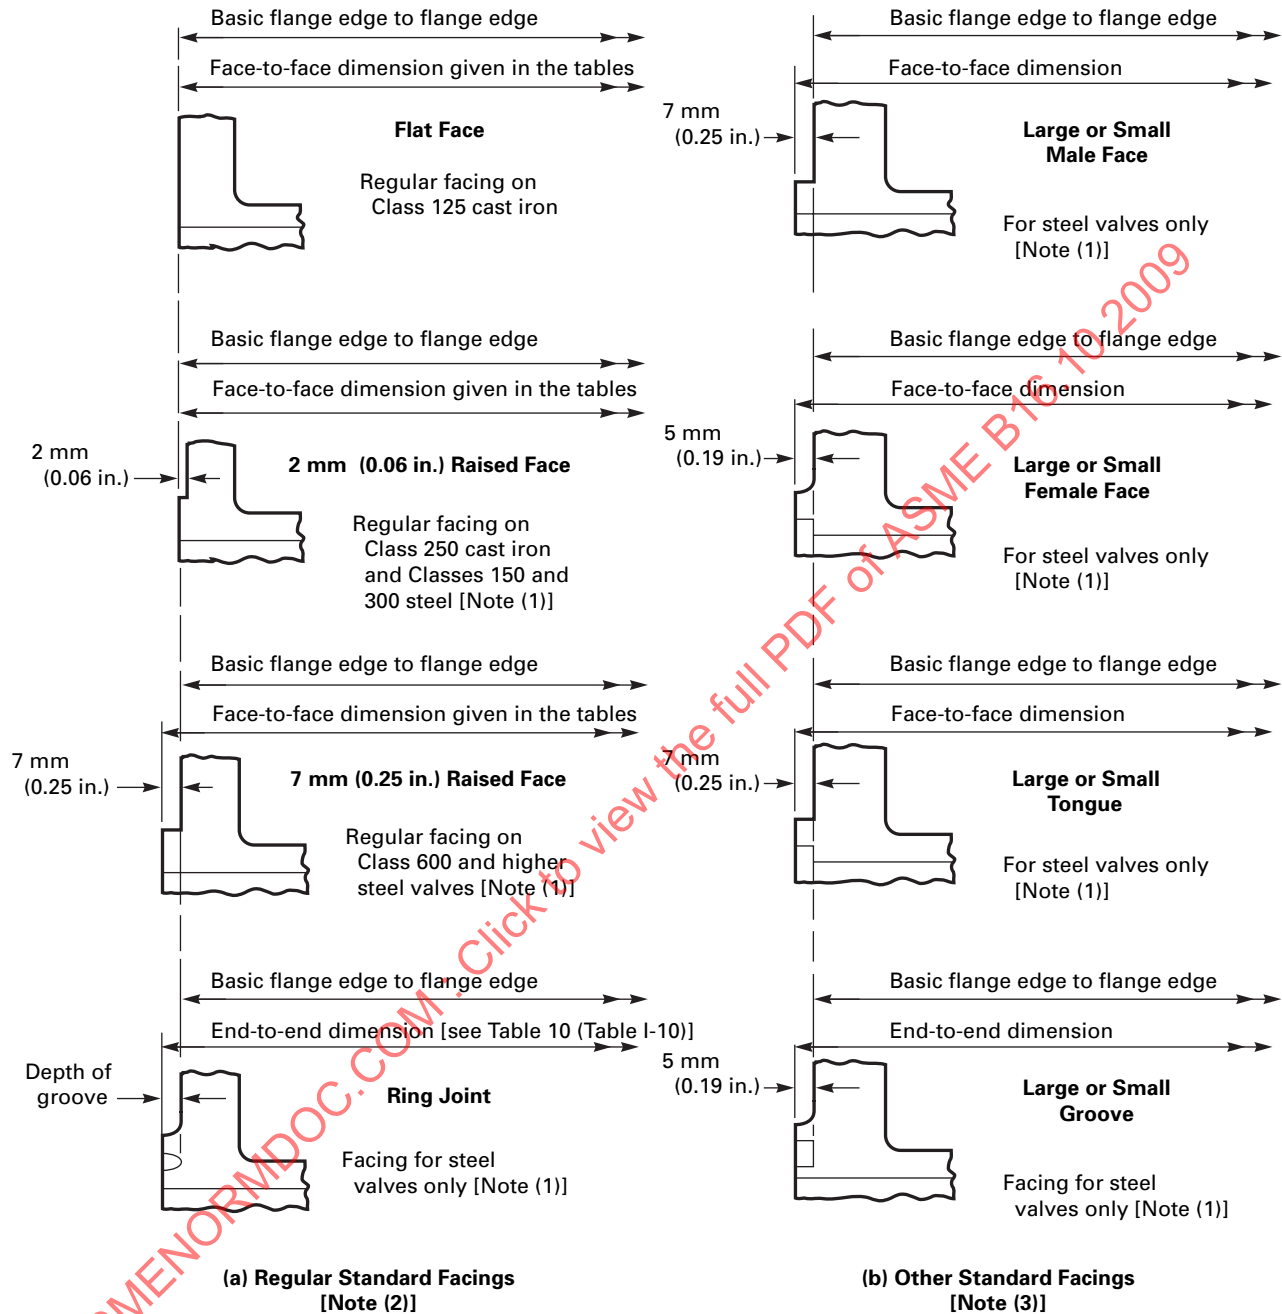 Basic flange edge to flange edge
Face-to-face dimension given in the tables
Flat Face
Regular facing on
Class 125 cast iron
Basic flange edge to flange edge
Face-to-face dimension given in the tables
2 mm
(0.06 in.)
2 mm (0.06 in.) Raised Face
Regular facing on
Class 250 cast iron
and Classes 150 and
300 steel [Note (1)]
Basic flange edge to flange edge
Face-to-face dimension given in the tables
7 mm
(0.25 in.)
7 mm (0.25 in.) Raised Face
Regular facing on
Class 600 and higher
steel valves [Note (1)]
Basic flange edge to flange edge
End-to-end dimension [see Table 10 (Table I-10)]
Depth of
groove
Ring Joint
Facing for steel
valves only [Note (1)]
(a) Regular Standard Facings
[Note (2)]
Basic flange edge to flange edge
Face-to-face dimension
7 mm
(0.25 in.)
Large or Small
Male Face
For steel valves only
[Note (1)]
Basic flange edge to flange edge
Face-to-face dimension
5 mm
(0.19 in.)
Large or Small
Female Face
For steel valves only
[Note (1)]
Basic flange edge to flange edge
Face-to-face dimension
7 mm
(0.25 in.)
Large or Small
Tongue
For steel valves only
[Note (1)]
Basic flange edge to flange edge
End-to-end dimension
5 mm
(0.19 in.)
Large or Small
Groove
Facing for steel
valves only [Note (1)]
(b) Other Standard Facings
[Note (3)]
SMENORMDOC.COM : Click to view the full PDF of ASME B16.10 2009